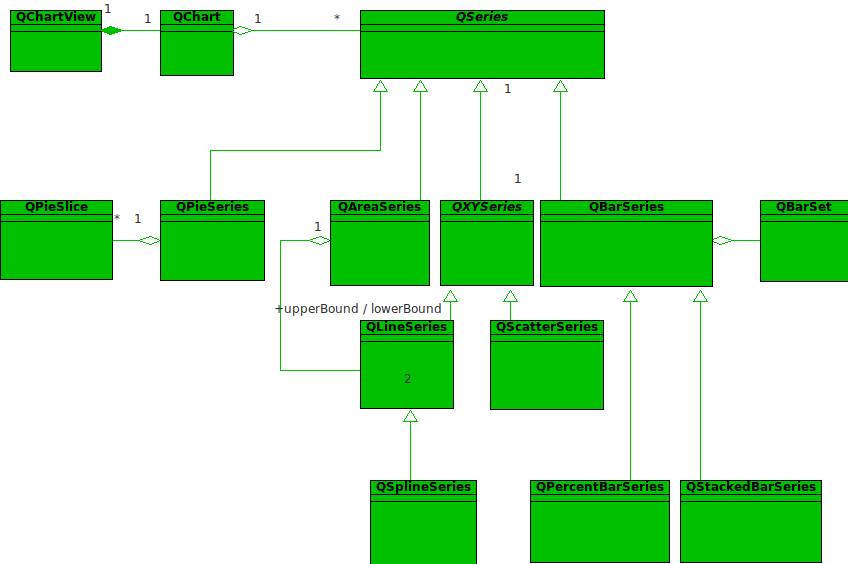 QChartView
1
1
QChart
1
*
QSeries
1
1
QPieSlice
*
1
QPieSeries
QAreaSeries
QXYSeries
QBarSeries
QBarSet
1
+upperBound / lowerBound
QLineSeries
2
QScatterSeries
QSplineSeries
QPercentBarSeries
QStackedBarSeries